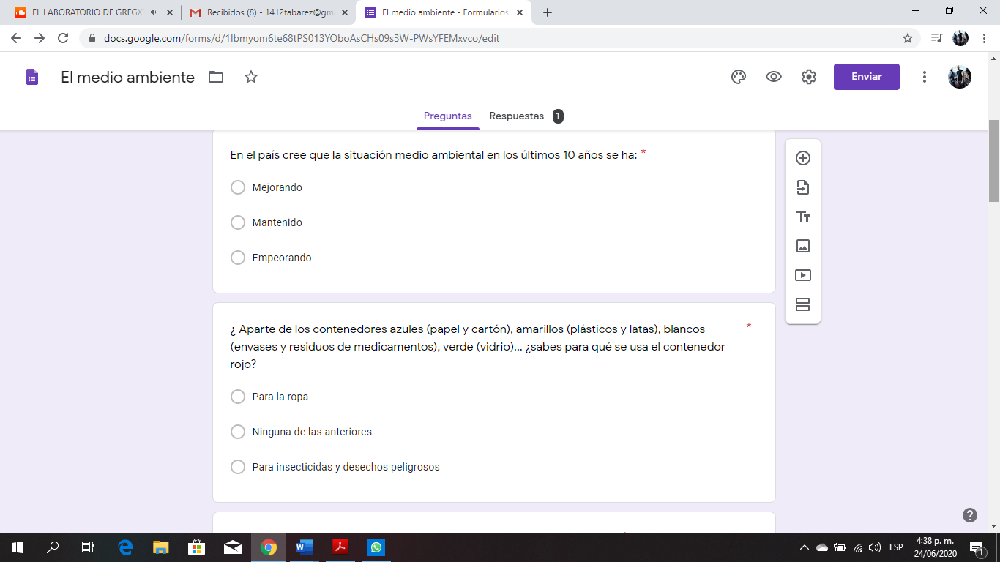 EL LABORATORIO DE GREGX
Recibidos (8) - 1412tabarez@gm
El medio ambiente - Formularios
docs.google.com/forms/d/1lbmyom6te68tPS013YOboAsCHs09s3W-PWsYFEMxvco/edit
El medio ambiente
Enviar
Preguntas
Respuestas 1
En el país cree que la situación medio ambiental en los últimos 10 años se ha: *
Mejorando
Mantenido
Empeorando
¿ Aparte de los contenedores azules (papel y cartón), amarillos (plásticos y latas), blancos *
(envases y residuos de medicamentos), verde (vidrio)... ¿sabes para qué se usa el contenedor
rojo?
Para la ropa
Ninguna de las anteriores
Para insecticidas y desechos peligrosos
ESP
4:38 p. m.
24/06/2020
1